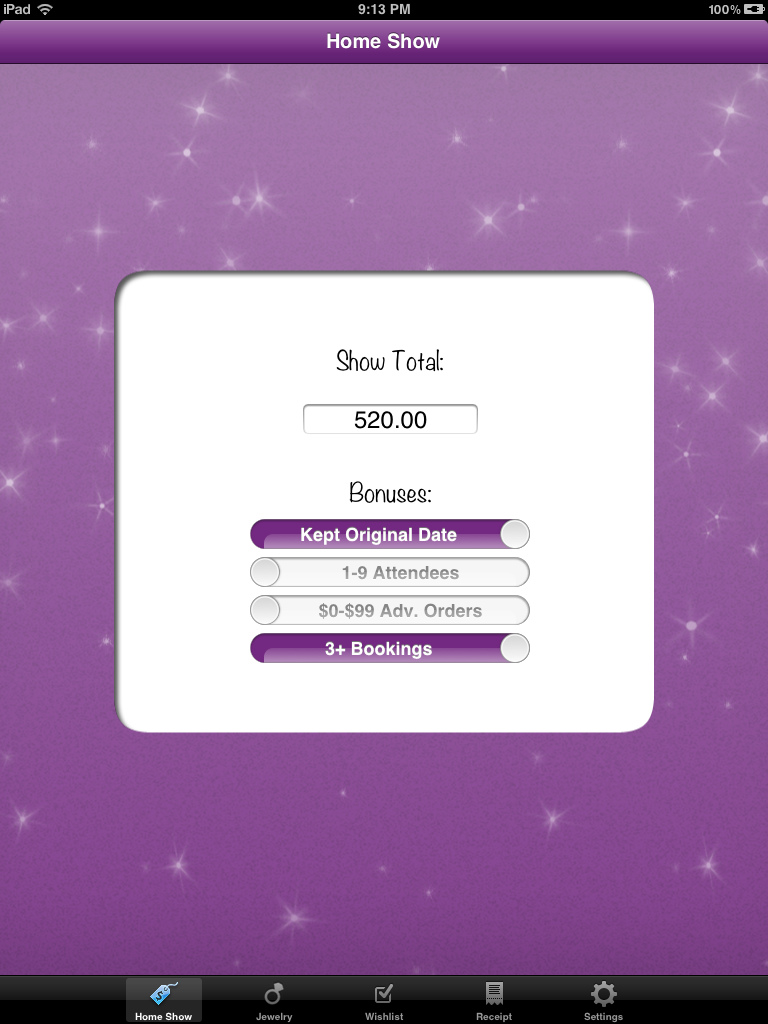 iPad 9:13 PM 100%
Home Show
Show Total:
520.00
Bonuses:
Kept Original Date
1-9 Attendees
$0-$99 Adv. Orders
3+ Bookings
Home Show Jewelry Wishlist Receipt Settings